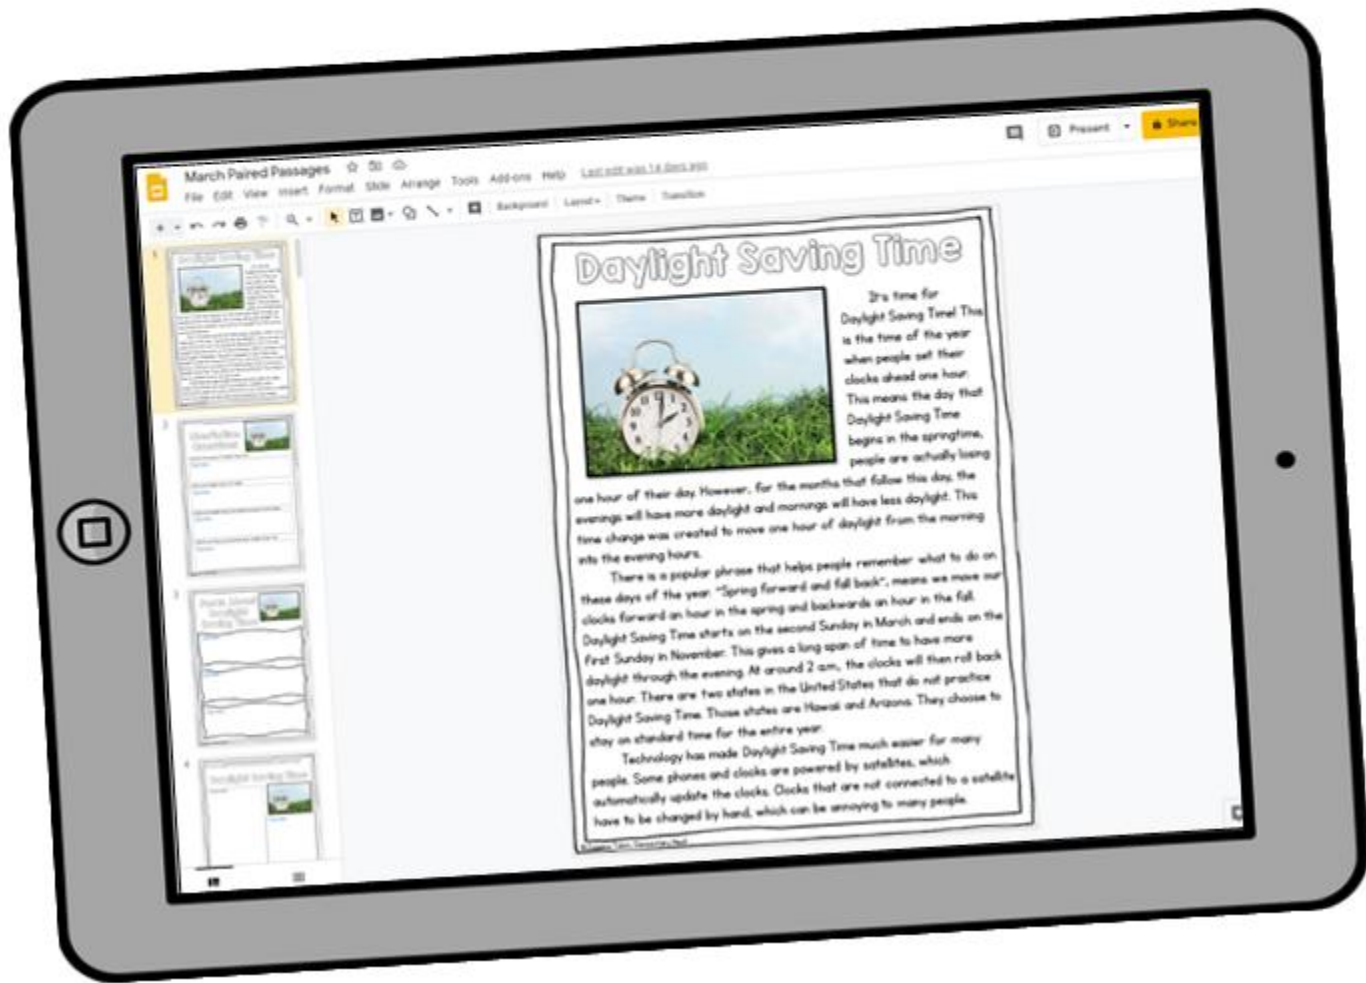 March Paired Passages
File Edit View Insert Format Slide Arrange Tools Add-ons Help Last edit was 14 days ago
Present
Share
Background Layout Theme Transition
1
2
3
4
Daylight Saving Time
It's time for
Daylight Saving Time! This
is the time of the year
when people set their
clocks ahead one hour.
This means the day that
Daylight Saving Time
begins in the springtime,
people are actually losing
one hour of their day. However, for the months that follow this day, the
evenings will have more daylight and mornings will have less daylight. This
time change was created to move one hour of daylight from the morning
into the evening hours.
There is a popular phrase that helps people remember what to do on
these days of the year. "Spring forward and fall back", means we move our
clocks forward an hour in the spring and backwards an hour in the fall.
Daylight Saving Time starts on the second Sunday in March and ends on the
first Sunday in November. This gives a long span of time to have more
daylight through the evening. At around 2 a.m., the clocks will then roll back
one hour. There are two states in the United States that do not practice
Daylight Saving Time. Those states are Hawaii and Arizona. They choose to
stay on standard time for the entire year.
Technology has made Daylight Saving Time much easier for many
people. Some phones and clocks are powered by satellites, which
automatically update the clocks. Clocks that are not connected to a satellite
have to be changed by hand, which can be annoying to many people.